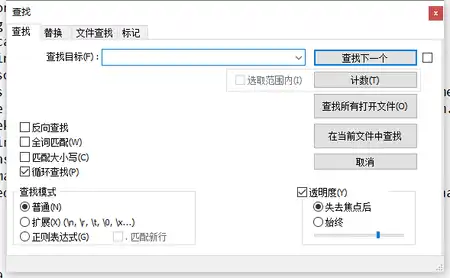 查找
查找 替换 文件查找 标记
查找目标(F): 查找下一个
选取范围内(I) 计数(T)
查找所有打开文件(O)
反向查找 在当前文件中查找
全词匹配(W)
匹配大小写(C) 取消
循环查找(P)
查找模式 透明度(Y)
普通(N) 失去焦点后
扩展(X) (\n, \r, \t, \0, \x...) 始终
正则表达式(G) . 匹配新行